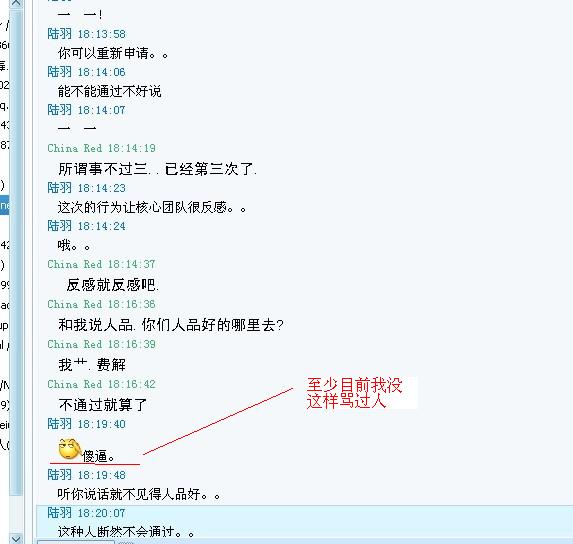 一 一!
陆羽 18:13:58
你可以重新申请。。
陆羽 18:14:06
能不能通过不好说
陆羽 18:14:07
一 一
China Red 18:14:19
所谓事不过三. . 已经第三次了.
陆羽 18:14:23
这次的行为让核心团队很反感。。
陆羽 18:14:24
哦。。
China Red 18:14:37
反感就反感吧.
China Red 18:16:36
和我说人品. 你们人品好的哪里去?
China Red 18:16:39
我艹. 费解
China Red 18:16:42
不通过就算了
至少目前我没
这样骂过人
陆羽 18:19:40
傻逼。
陆羽 18:19:48
听你说话就不见得人品好。。
陆羽 18:20:07
这种人断然不会通过。。